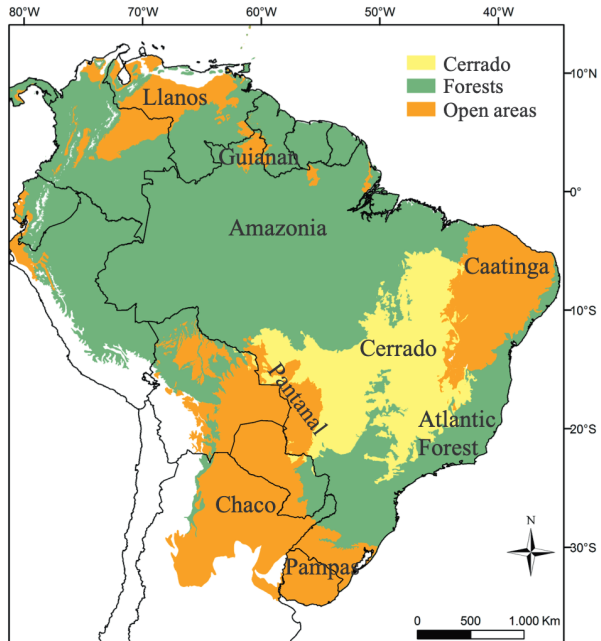 80°W 70°W 60°W 50°W 40°W
Cerrado
Forests
Open areas
10°N
Llanos
Guianan
0°
Amazonia
Caatinga
10°S
Cerrado
Pantanal
Atlantic
Forest
20°S
Chaco
N
30°S
Pampas
0 500 1.000 Km